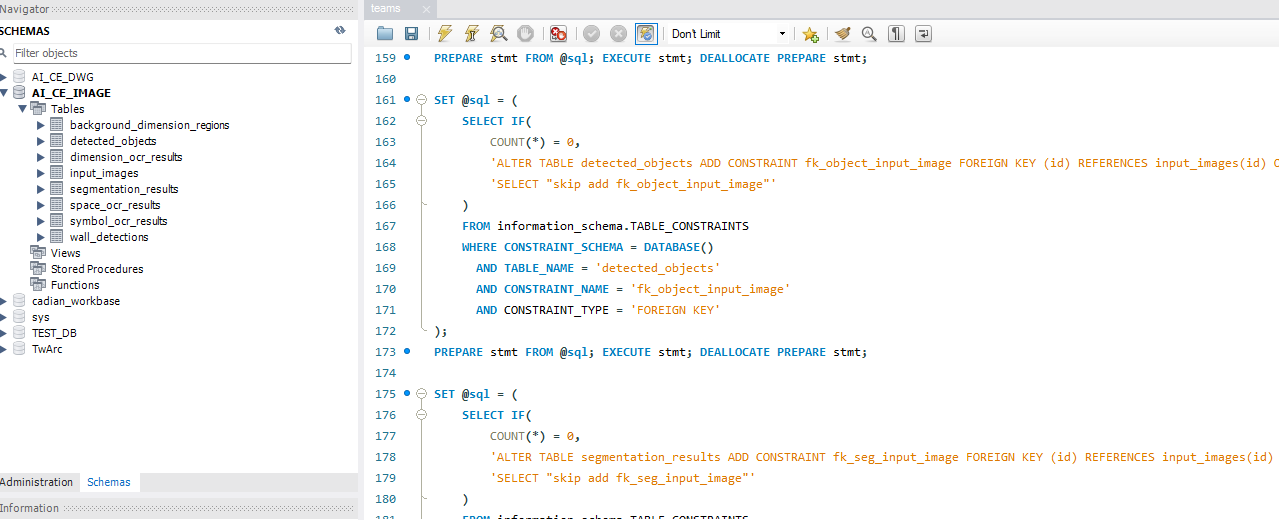 Navigator
SCHEMAS
Filter objects
AI_CE_DWG
AI_CE_IMAGE
Tables
background_dimension_regions
detected_objects
dimension_ocr_results
input_images
segmentation_results
space_ocr_results
symbol_ocr_results
wall_detections
Views
Stored Procedures
Functions
cadian_workbase
sys
TEST_DB
TwArc
Administration Schemas
Information
teams
Don't Limit
159 PREPARE stmt FROM @sql; EXECUTE stmt; DEALLOCATE PREPARE stmt;
160
161 SET @sql = (
162 SELECT IF(
163 COUNT(*) = 0,
164 'ALTER TABLE detected_objects ADD CONSTRAINT fk_object_input_image FOREIGN KEY (id) REFERENCES input_images(id)
165 'SELECT "skip add fk_object_input_image"'
166 )
167 FROM information_schema.TABLE_CONSTRAINTS
168 WHERE CONSTRAINT_SCHEMA = DATABASE()
169 AND TABLE_NAME = 'detected_objects'
170 AND CONSTRAINT_NAME = 'fk_object_input_image'
171 AND CONSTRAINT_TYPE = 'FOREIGN KEY'
172 );
173 PREPARE stmt FROM @sql; EXECUTE stmt; DEALLOCATE PREPARE stmt;
174
175 SET @sql = (
176 SELECT IF(
177 COUNT(*) = 0,
178 'ALTER TABLE segmentation_results ADD CONSTRAINT fk_seg_input_image FOREIGN KEY (id) REFERENCES input_images(id)
179 'SELECT "skip add fk_seg_input_image"'
180 )
181 FROM information_schema.TABLE_CONSTRAINTS